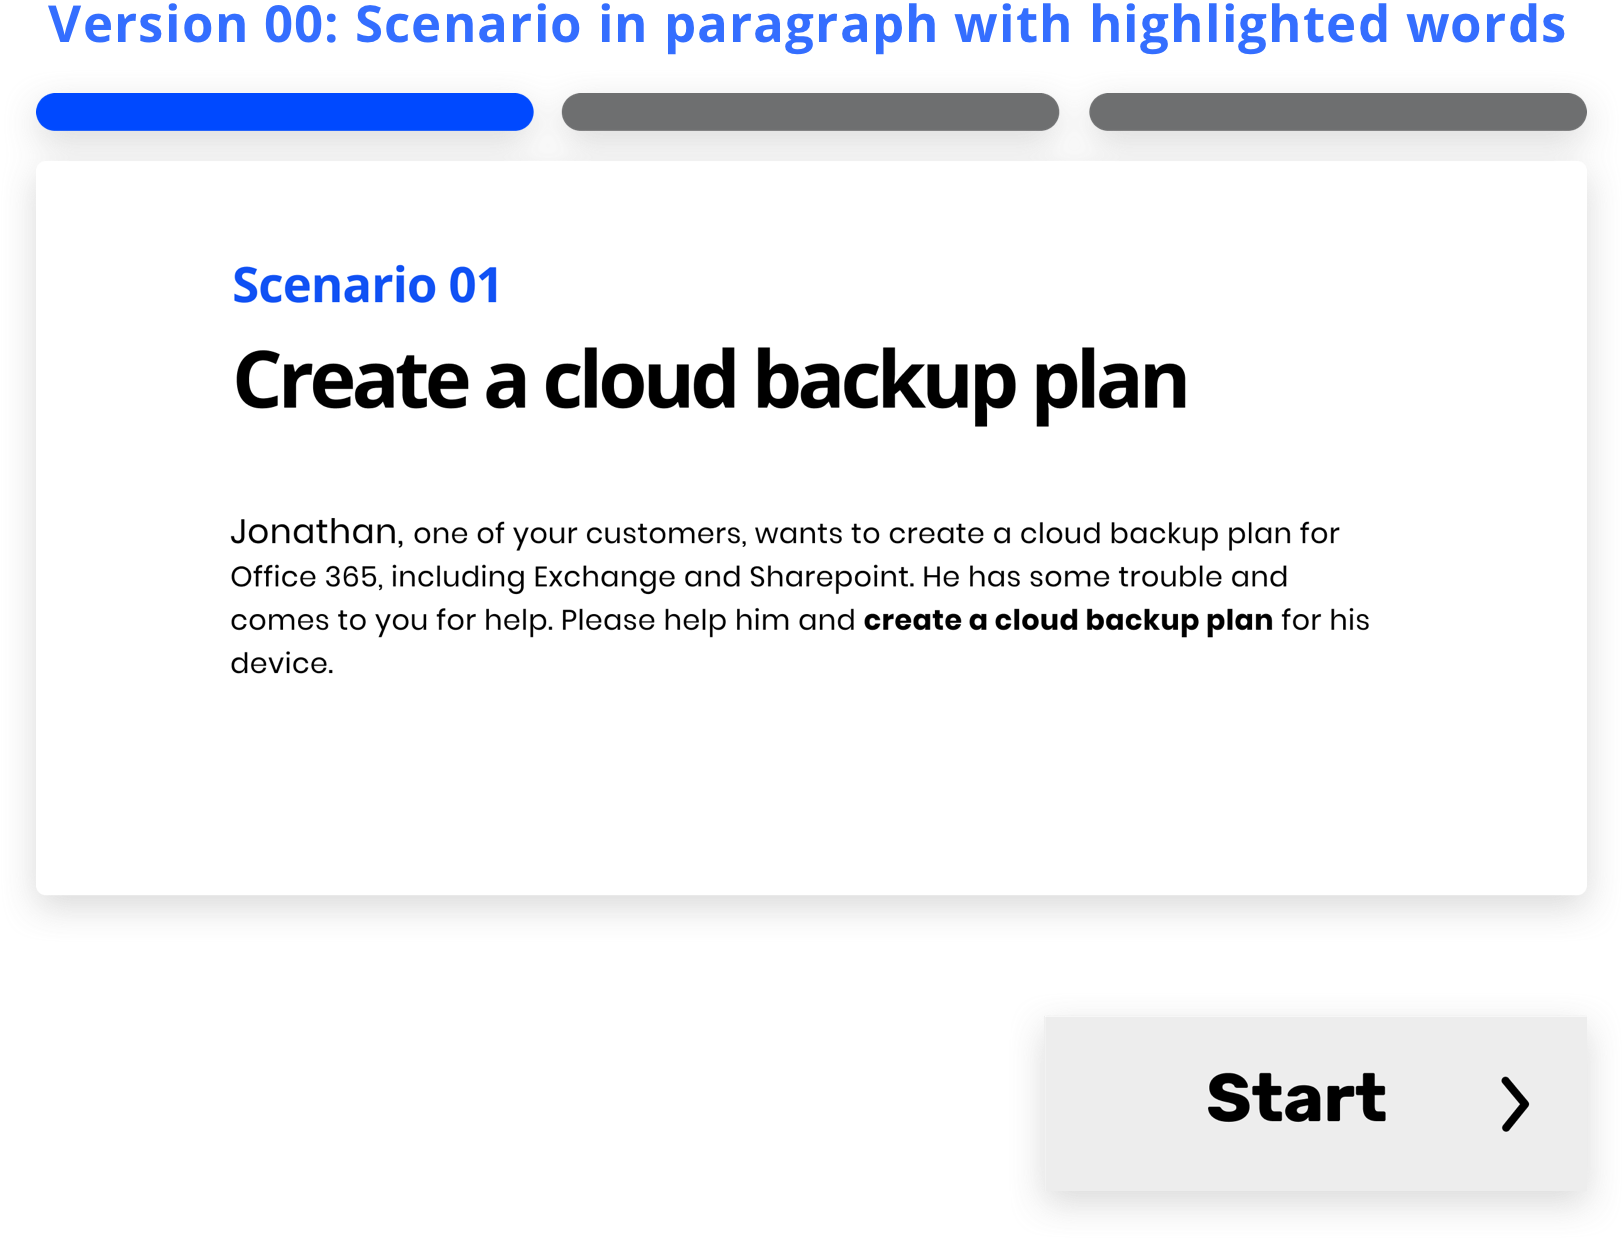 Version 00: Scenario in paragraph with highlighted words
Scenario 01
Create a cloud backup plan
Jonathan, one of your customers, wants to create a cloud backup plan for
Office 365, including Exchange and Sharepoint. He has some trouble and
comes to you for help. Please help him and create a cloud backup plan for his
device.
Start